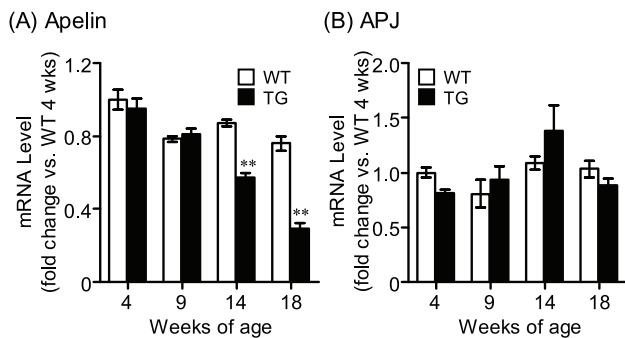 (A) Apelin
mRNA Level
(fold change vs. WT 4 wks)
1.2
0.8
0.4
0
WT
TG
**
**
4 9 14 18
Weeks of age
(B) APJ
mRNA Level
(fold change vs. WT 4 wks)
2.0
1.5
1.0
0.5
0
WT
TG
4 9 14 18
Weeks of age